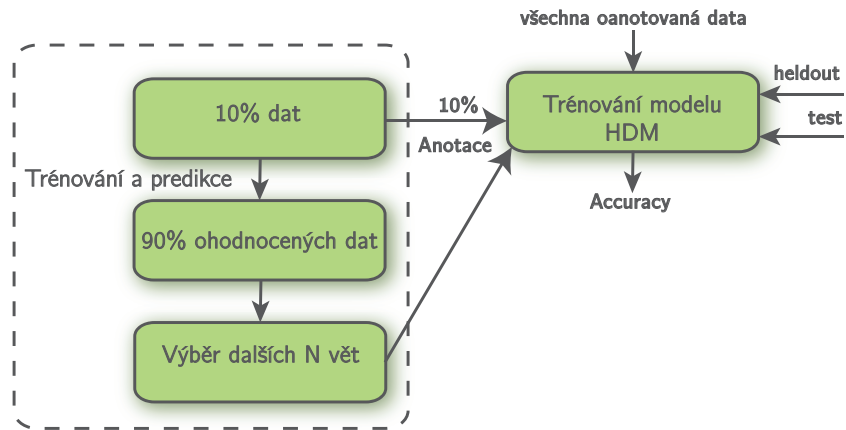 všechna oanotovaná data
heldout
10% dat
10%
Trénování modelu
HDM
test
Anotace
Trénování a predikce
Accuracy
90% ohodnocených dat
Výběr dalších N vět